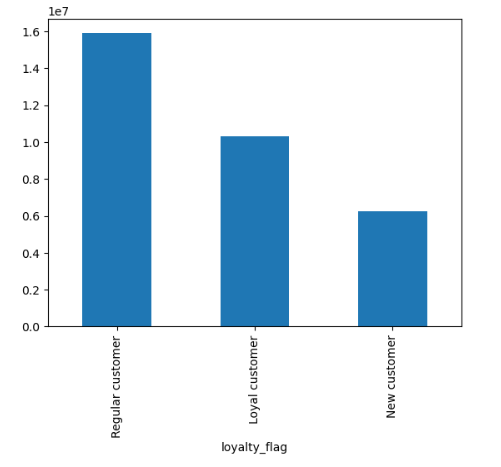 1e7
1.6
1.4
1.2
1.0
0.8
0.6
0.4
0.2
0.0
Regular customer
Loyal customer
New customer
loyalty_flag